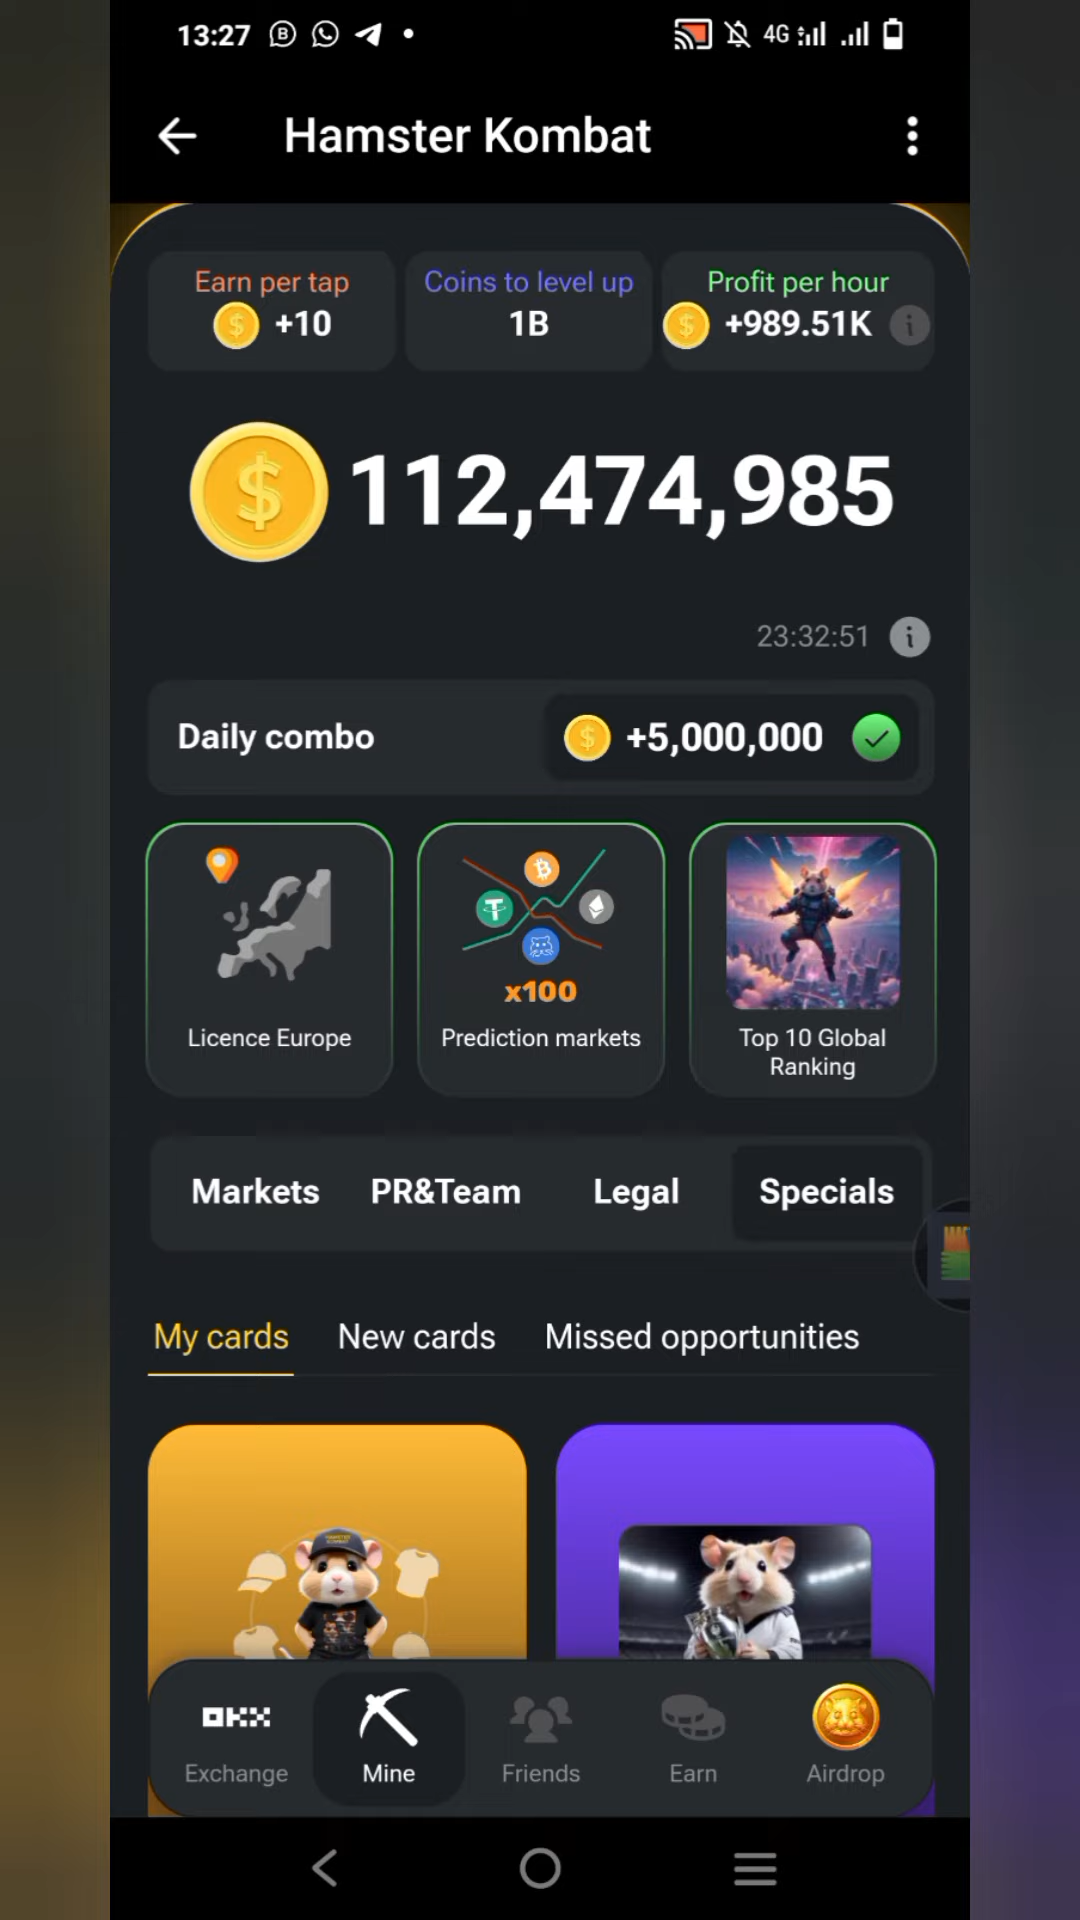 13:27
4G
Hamster Kombat
Earn per tap
+10
Coins to level up
1B
Profit per hour
+989.51K
112,474,985
23:32:51
Daily combo
+5,000,000
x100
Licence Europe
Prediction markets
Top 10 Global
Ranking
Markets PR&Team Legal Specials
My cards New cards Missed opportunities
OKX
Exchange
Mine
Friends
Earn
Airdrop